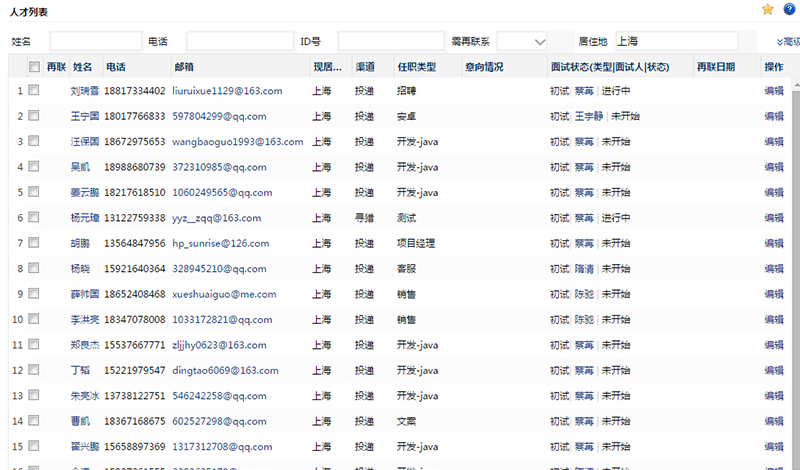 人才列表
姓名 电话 ID号 需再联系 居住地 上海 高级
再联 姓名 电话 邮箱 现居... 渠道 任职类型 意向情况 面试状态(类型|面试人|状态) 再联日期 操作
1 刘瑞雪 18817334402 liuruixue1129@163.com 上海 投递 招聘 初试| 蔡苒 | 进行中 编辑
2 王宁国 18017766833 597804299@qq.com 上海 投递 安卓 初试| 王宇静 | 未开始 编辑
3 汪保国 18672975653 wangbaoguo1993@163.com 上海 投递 开发-java 初试| 蔡苒 | 未开始 编辑
4 吴凯 18988680739 372310985@qq.com 上海 投递 开发-java 初试| 蔡苒 | 未开始 编辑
5 姜云鹏 18217618510 1060249565@qq.com 上海 投递 开发-java 初试| 蔡苒 | 未开始 编辑
6 杨元璋 13122759338 yyz__zqq@163.com 上海 寻猎 测试 初试| 蔡苒 | 进行中 编辑
7 胡鹏 13564847956 hp_sunrise@126.com 上海 投递 项目经理 初试| 蔡苒 | 未开始 编辑
8 杨晓 15921640364 328945210@qq.com 上海 投递 客服 初试| 隋清 | 未开始 编辑
9 薛帅国 18652408468 xueshuaiguo@me.com 上海 投递 销售 初试| 陈弛 | 未开始 编辑
10 李洪亮 18347078008 1033172821@qq.com 上海 投递 销售 初试| 陈弛 | 未开始 编辑
11 郑良杰 15537667771 zljjhy0623@163.com 上海 投递 开发-java 初试| 蔡苒 | 未开始 编辑
12 丁韬 15221979547 dingtao6069@163.com 上海 投递 开发-java 初试| 蔡苒 | 未开始 编辑
13 朱亮冰 13738122751 546242258@qq.com 上海 投递 开发-java 初试| 蔡苒 | 未开始 编辑
14 曹凯 18367168675 602527298@qq.com 上海 投递 文案 初试| 蔡苒 | 未开始 编辑
15 翟兴鹏 15658897369 1317312708@qq.com 上海 投递 开发-java 初试| 蔡苒 | 未开始 编辑